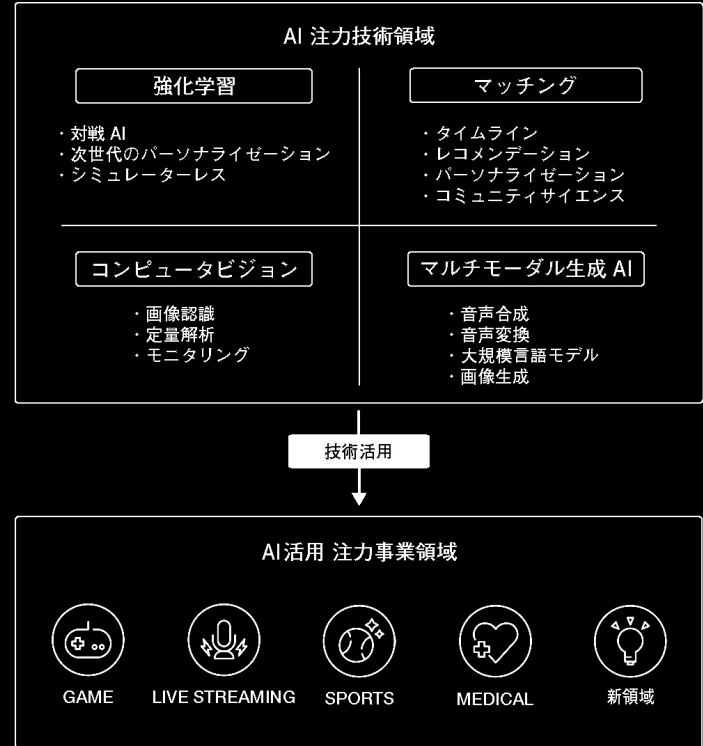 AI 注力技術領域
強化学習
・対戦 AI
・次世代のパーソナライゼーション
・シミュレーターレス
マッチング
・タイムライン
・レコメンデーション
・パーソナライゼーション
・コミュニティサイエンス
コンピュータビジョン
・画像認識
・定量解析
・モニタリング
マルチモーダル生成 AI
・音声合成
・音声変換
・大規模言語モデル
・画像生成
技術活用
AI活用 注力事業領域
GAME
LIVE STREAMING
SPORTS
MEDICAL
新領域